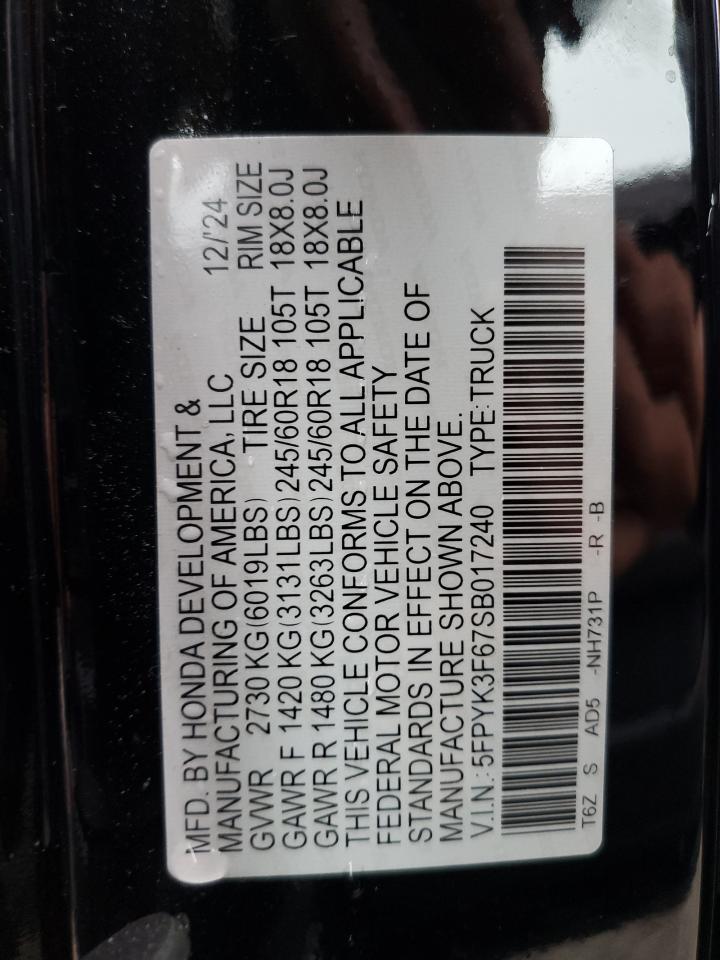 MFD. BY HONDA DEVELOPMENT &
MANUFACTURING OF AMERICA, LLC 12/'24
GVWR 2730 KG(6019LBS) TIRE SIZE RIM SIZE
GAWR F 1420 KG(3131LBS) 245/60R18 105T 18X8.0J
GAWR R 1480 KG(3263LBS) 245/60R18 105T 18X8.0J
THIS VEHICLE CONFORMS TO ALL APPLICABLE
FEDERAL MOTOR VEHICLE SAFETY
STANDARDS IN EFFECT ON THE DATE OF
MANUFACTURE SHOWN ABOVE.
V.I.N.: 5FPYK3F67SB017240 TYPE: TRUCK
T6Z S AD5 -NH731P -R -B